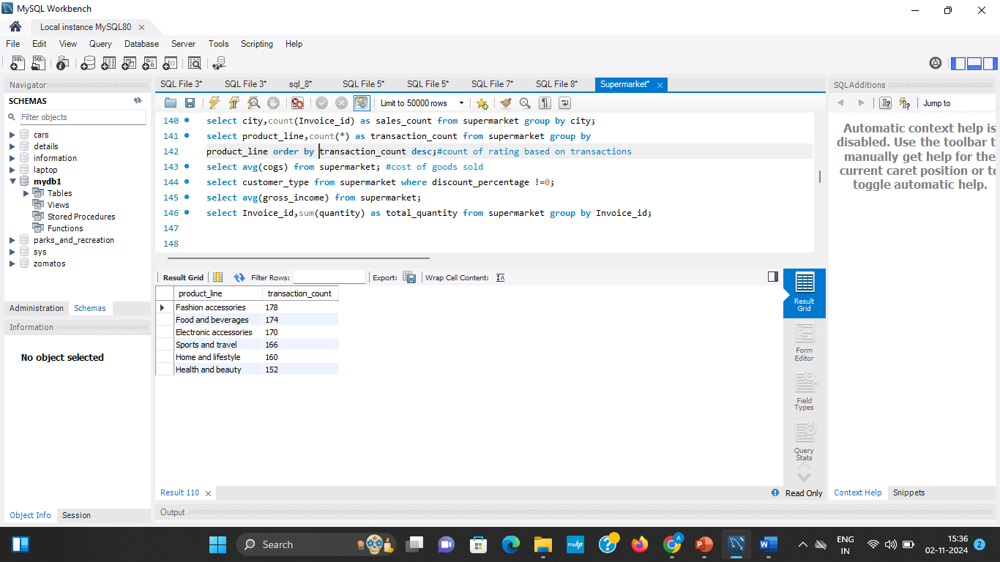 MySQL Workbench
Local instance MySQL80
File Edit View Query Database Server Tools Scripting Help
Navigator
SCHEMAS
Filter objects
cars
details
information
laptop
mydb1
Tables
Views
Stored Procedures
Functions
parks_and_recreation
sys
zomatos
Administration Schemas
Information
No object selected
Object Info Session
SQL File 3* SQL File 3* sql_8* SQL File 5* SQL File 5* SQL File 7* SQL File 8* Supermarket*
Limit to 50000 rows
140 select city,count(Invoice_id) as sales_count from supermarket group by city;
141 select product_line,count(*) as transaction_count from supermarket group by
142 product_line order by transaction_count desc;#count of rating based on transactions
143 select avg(cogs) from supermarket; #cost of goods sold
144 select customer_type from supermarket where discount_percentage !=0;
145 select avg(gross_income) from supermarket;
146 select Invoice_id,sum(quantity) as total_quantity from supermarket group by Invoice_id;
147
148
Result Grid Filter Rows: Export: Wrap Cell Content:
product_line transaction_count
Fashion accessories 178
Food and beverages 174
Electronic accessories 170
Sports and travel 166
Home and lifestyle 160
Health and beauty 152
Result
Grid
Form
Editor
Field
Types
Query
Stats
Result 110
Read Only
Output
SQLAdditions
Jump to
Automatic context help is
disabled. Use the toolbar t
manually get help for the
current caret position or to
toggle automatic help.
Context Help Snippets
Search
ENG
IN
15:36
02-11-2024
2